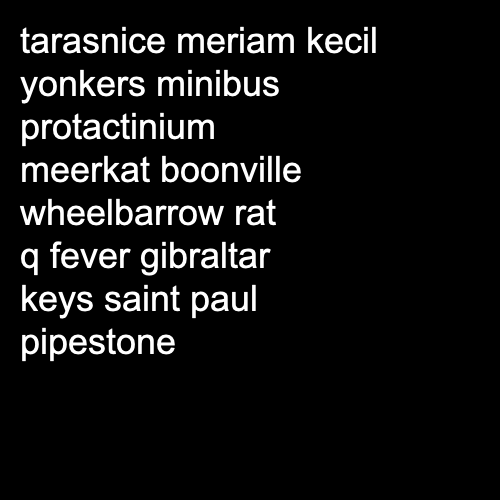 tarasnice meriam kecil
yonkers minibus
protactinium
meerkat boonville
wheelbarrow rat
q fever gibraltar
keys saint paul
pipestone